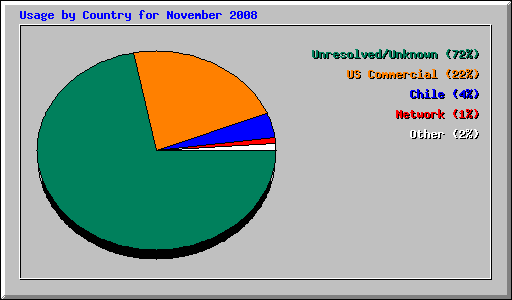 Usage by Country for November 2008
Unresolved/Unknown (72%)
US Commercial (22%)
Chile (4%)
Network (1%)
Other (2%)